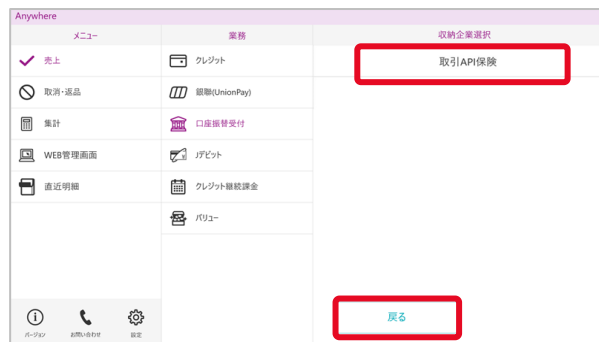 Anywhere
メニュー
業務
収納企業選択
売上
クレジット
取引API保険
取消・返品
銀聯(UnionPay)
集計
口座振替受付
WEB管理画面
Jデビット
直近明細
クレジット継続課金
バリュー
戻る
バージョン
お問い合わせ
設定